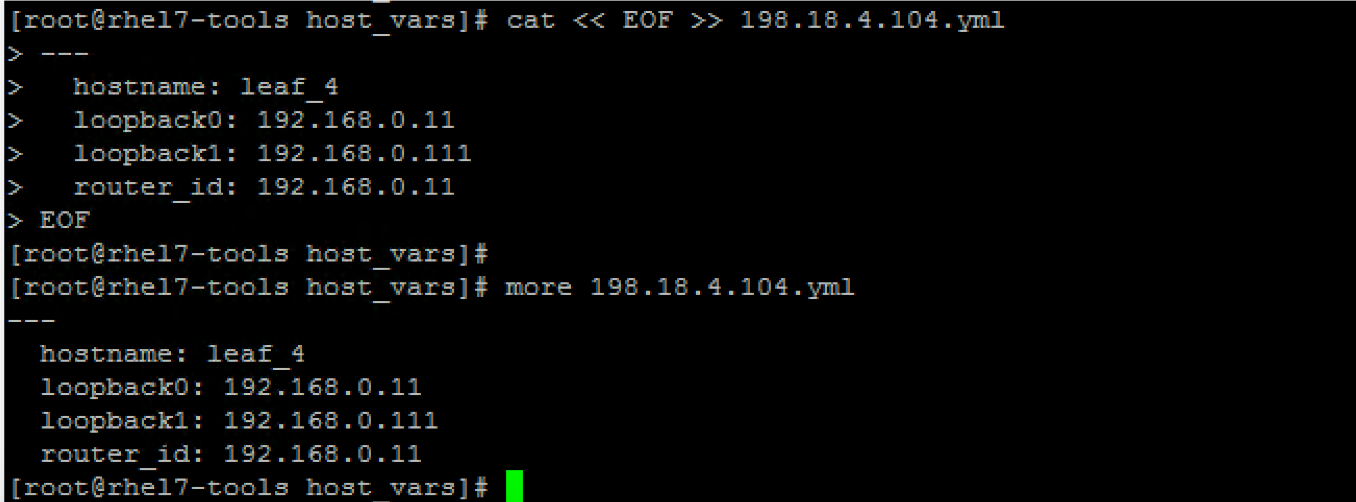 [root@rhel7-tools host_vars]# cat << EOF >> 198.18.4.104.yml
> ---
>   hostname: leaf_4
>   loopback0: 192.168.0.11
>   loopback1: 192.168.0.111
>   router_id: 192.168.0.11
> EOF
[root@rhel7-tools host_vars]#
[root@rhel7-tools host_vars]# more 198.18.4.104.yml
---
  hostname: leaf_4
  loopback0: 192.168.0.11
  loopback1: 192.168.0.111
  router_id: 192.168.0.11
[root@rhel7-tools host_vars]#